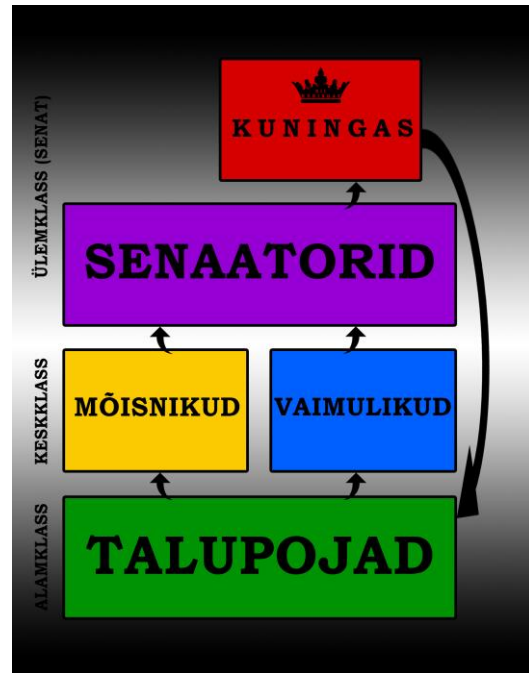 ÜLEMKLASS (SENAT)
KUNINGAS
SENAATORID
KESKKLASS
MÕISNIKUD
VAIMULIKUD
ALAMKLASS
TALUPOJAD